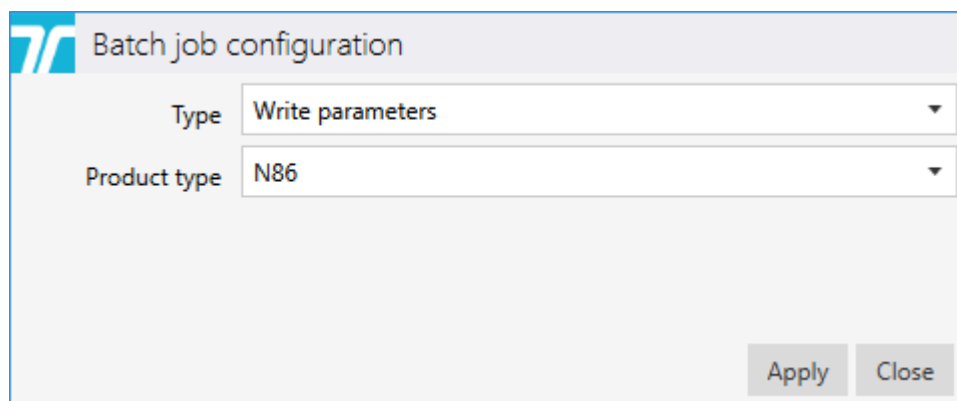 Batch job configuration
Type Write parameters
Product type N86
Apply Close